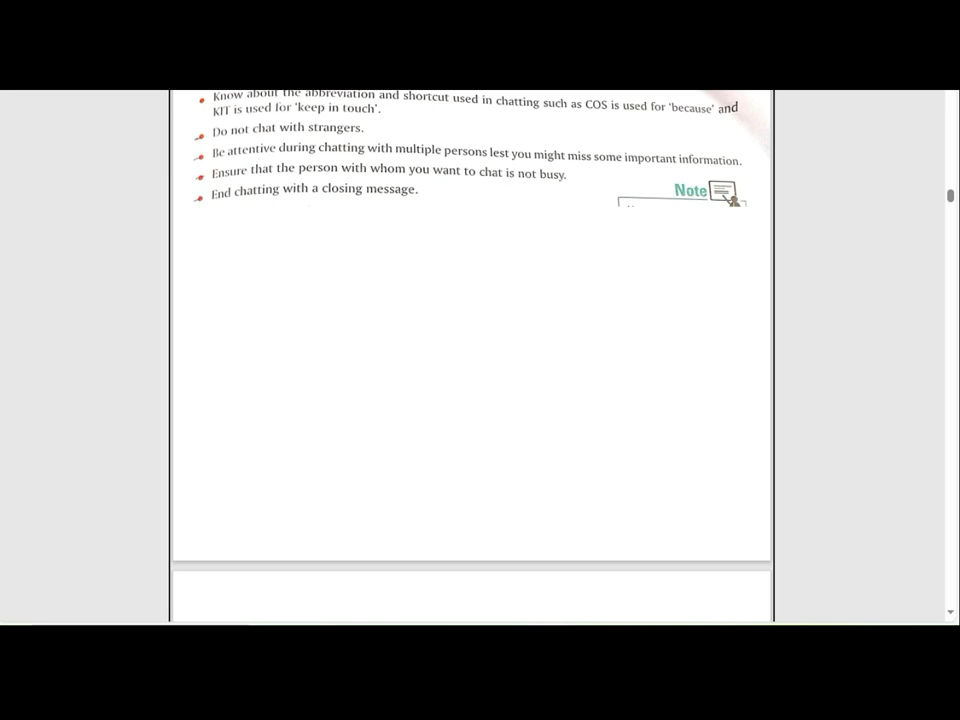 Know about the abbreviation and shortcut used in chatting such as COS is used for 'because' and
KIT is used for 'keep in touch'.
Do not chat with strangers.
Be attentive during chatting with multiple persons lest you might miss some important information.
Ensure that the person with whom you want to chat is not busy.
End chatting with a closing message.
Note